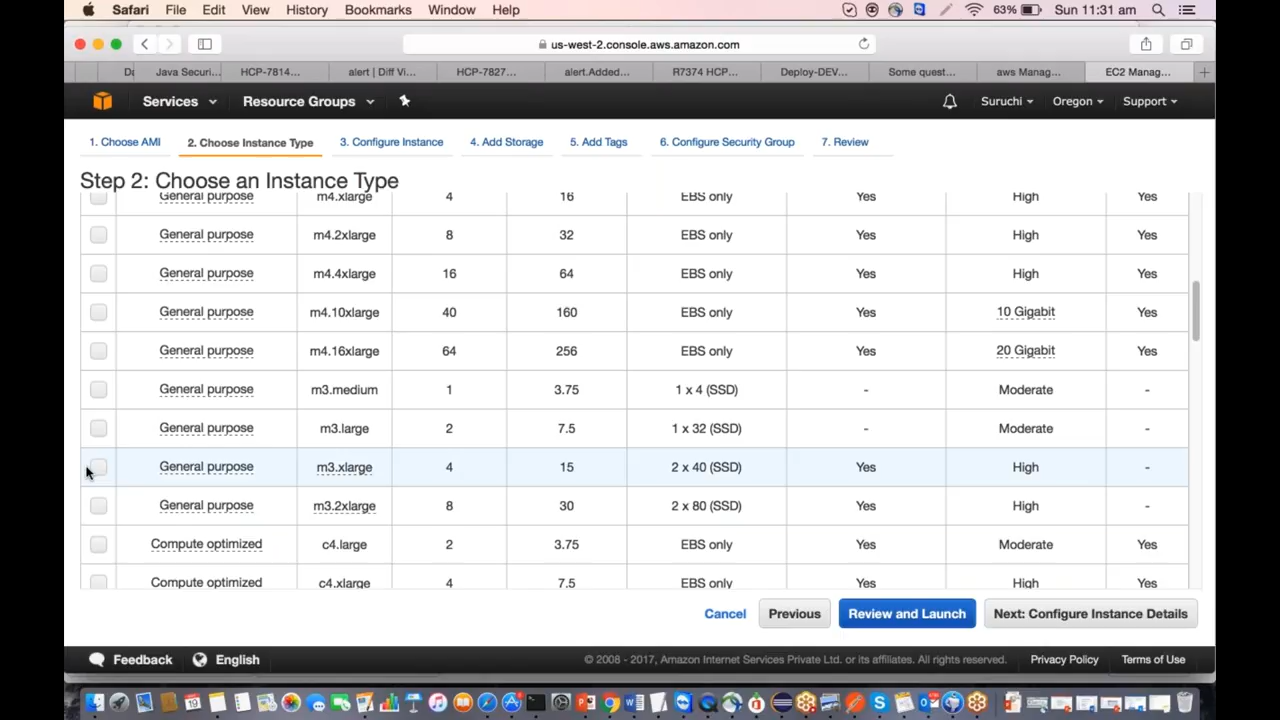 Safari File Edit View History Bookmarks Window Help 63% Sun 11:31 am
us-west-2.console.aws.amazon.com
Java Securi... HCP-7814... alert | Diff Vi... HCP-7827... alert.Added... R7374 HCP... Deploy-DEV... Some quest... aws Manag... EC2 Manag...
Services Resource Groups Suruchi Oregon Support
1. Choose AMI 2. Choose Instance Type 3. Configure Instance 4. Add Storage 5. Add Tags 6. Configure Security Group 7. Review
Step 2: Choose an Instance Type
General purpose m4.xlarge 4 16 EBS only Yes High Yes
General purpose m4.2xlarge 8 32 EBS only Yes High Yes
General purpose m4.4xlarge 16 64 EBS only Yes High Yes
General purpose m4.10xlarge 40 160 EBS only Yes 10 Gigabit Yes
General purpose m4.16xlarge 64 256 EBS only Yes 20 Gigabit Yes
General purpose m3.medium 1 3.75 1 x 4 (SSD) - Moderate -
General purpose m3.large 2 7.5 1 x 32 (SSD) - Moderate -
General purpose m3.xlarge 4 15 2 x 40 (SSD) Yes High -
General purpose m3.2xlarge 8 30 2 x 80 (SSD) Yes High -
Compute optimized c4.large 2 3.75 EBS only Yes Moderate Yes
Compute optimized c4.xlarge 4 7.5 EBS only Yes High Yes
Cancel Previous Review and Launch Next: Configure Instance Details
Feedback English © 2008 - 2017, Amazon Internet Services Private Ltd. or its affiliates. All rights reserved. Privacy Policy Terms of Use